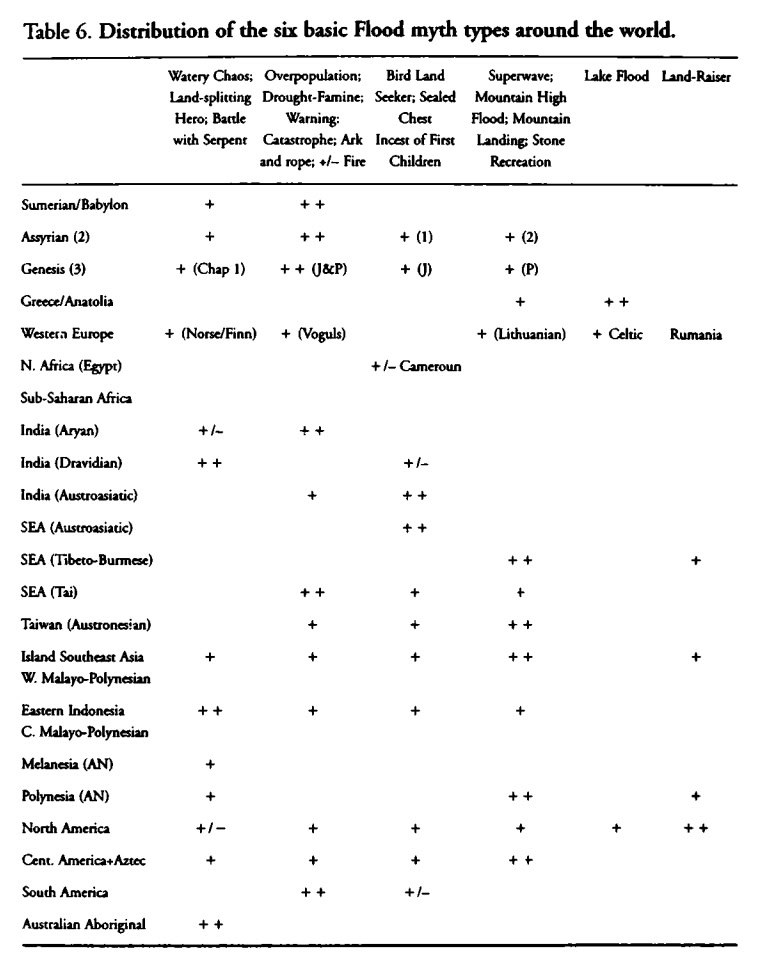 Table 6. Distribution of the six basic Flood myth types around the world.
Watery Chaos; Overpopulation; Bird Land Superwave; Lake Flood Land-Raiser
Land-splitting Drought-Famine; Seeker; Sealed Mountain High
Hero; Battle Warning: Chest Flood; Mountain
with Serpent Catastrophe; Ark Incest of First Landing; Stone
and rope; +/– Fire Children Recreation
Sumerian/Babylon + + +
Assyrian (2) + + + + (1) + (2)
Genesis (3) + (Chap 1) + + (J&P) + (J) + (P)
Greece/Anatolia + + +
Western Europe + (Norse/Finn) + (Voguls) + (Lithuanian) + Celtic Rumania
N. Africa (Egypt) +/– Cameroun
Sub-Saharan Africa
India (Aryan) +/– + +
India (Dravidian) + + +/–
India (Austroasiatic) + + +
SEA (Austroasiatic) + +
SEA (Tibeto-Burmese) + + +
SEA (Tai) + + + +
Taiwan (Austronesian) + + + +
Island Southeast Asia + + + + + +
W. Malayo-Polynesian
Eastern Indonesia + + + + +
C. Malayo-Polynesian
Melanesia (AN) +
Polynesia (AN) + + + +
North America +/– + + + + + +
Cent. America+Aztec + + + + +
South America + + +/–
Australian Aboriginal + +